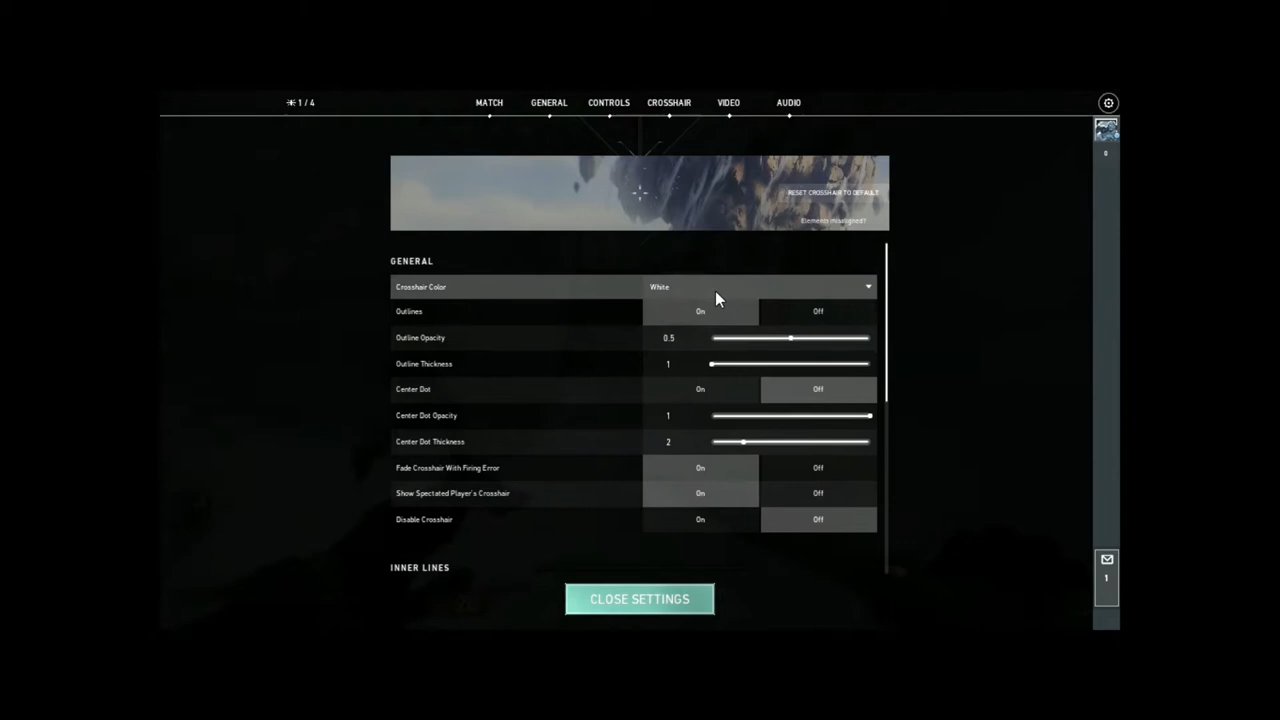 1 / 4
MATCH GENERAL CONTROLS CROSSHAIR VIDEO AUDIO
0
RESET CROSSHAIR TO DEFAULT
Elements misaligned?
GENERAL
Crosshair Color White
Outlines On Off
Outline Opacity 0.5
Outline Thickness 1
Center Dot On Off
Center Dot Opacity 1
Center Dot Thickness 2
Fade Crosshair With Firing Error On Off
Show Spectated Player's Crosshair On Off
Disable Crosshair On Off
INNER LINES
1
CLOSE SETTINGS